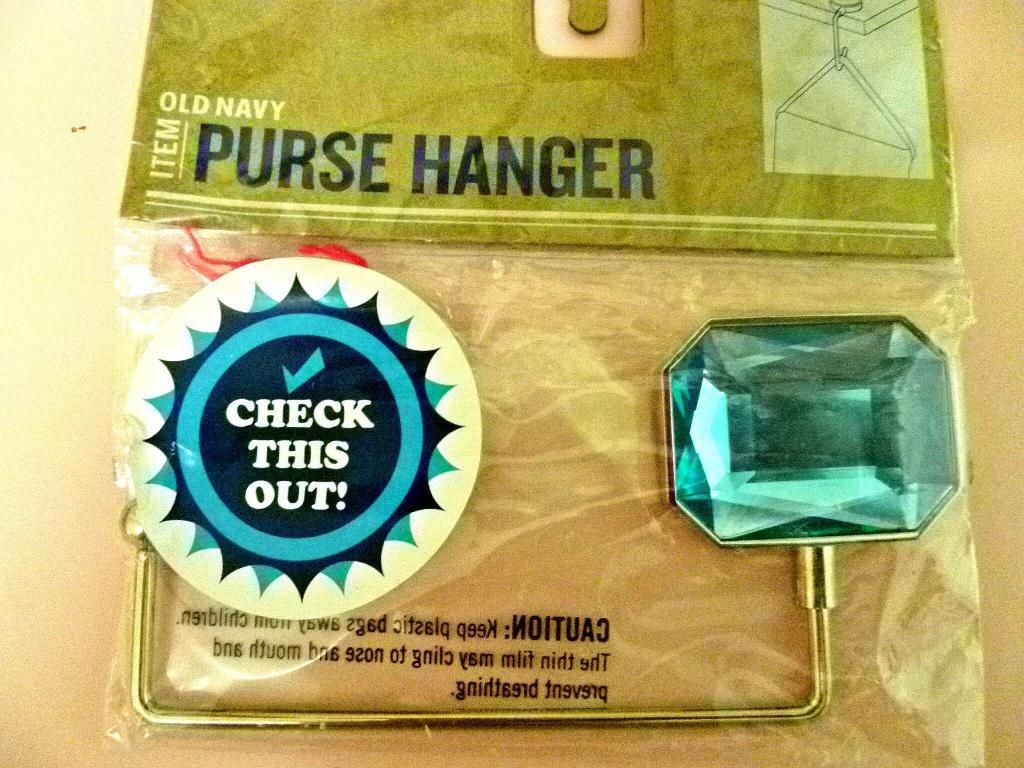 OLD NAVY
ITEM
PURSE HANGER
CHECK
THIS
OUT!
CAUTION: Keep plastic bags away from children.
The thin film may cling to nose and mouth and
prevent breathing.